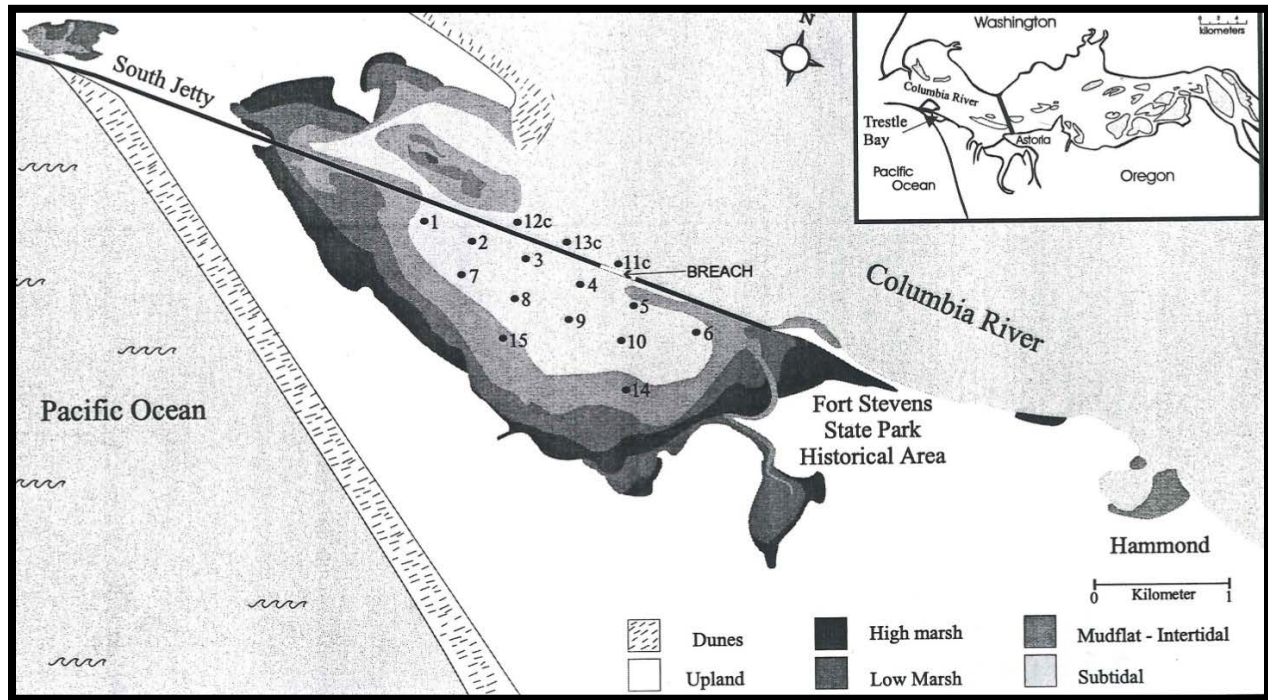 N
South Jetty
Washington
kilometers
Columbia River
Trestle
Bay
Astoria
Pacific
Ocean
Oregon
1
12c
2
13c
3
11c
BREACH
7
4
8
5
9
6
15
10
14
Columbia River
Pacific Ocean
Fort Stevens
State Park
Historical Area
Hammond
0 Kilometer 1
Dunes
High marsh
Mudflat - Intertidal
Upland
Low Marsh
Subtidal